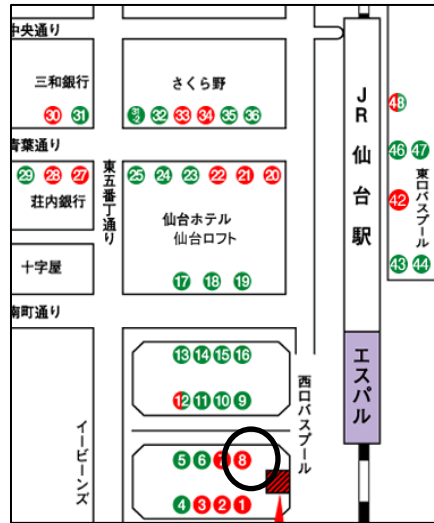 中央通り
三和銀行
さくら野
30 31
31-2 32 33 34 35 36
青葉通り
29 28 27
25 24 23 22 21 20
荘内銀行
東五番丁通り
仙台ホテル
仙台ロフト
十字屋
17 18 19
南町通り
13 14 15 16
12 11 10 9
5 6 7 8
4 3 2 1
イービーンズ
西口バスプール
JR仙台駅
エスパル
48
46 47
42
43 44
東口バスプール